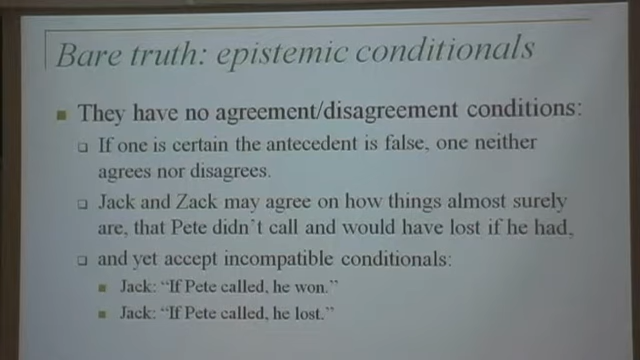 Bare truth: epistemic conditionals
They have no agreement/disagreement conditions:
If one is certain the antecedent is false, one neither
agrees nor disagrees.
Jack and Zack may agree on how things almost surely
are, that Pete didn't call and would have lost if he had,
and yet accept incompatible conditionals:
Jack: "If Pete called, he won."
Jack: "If Pete called, he lost."